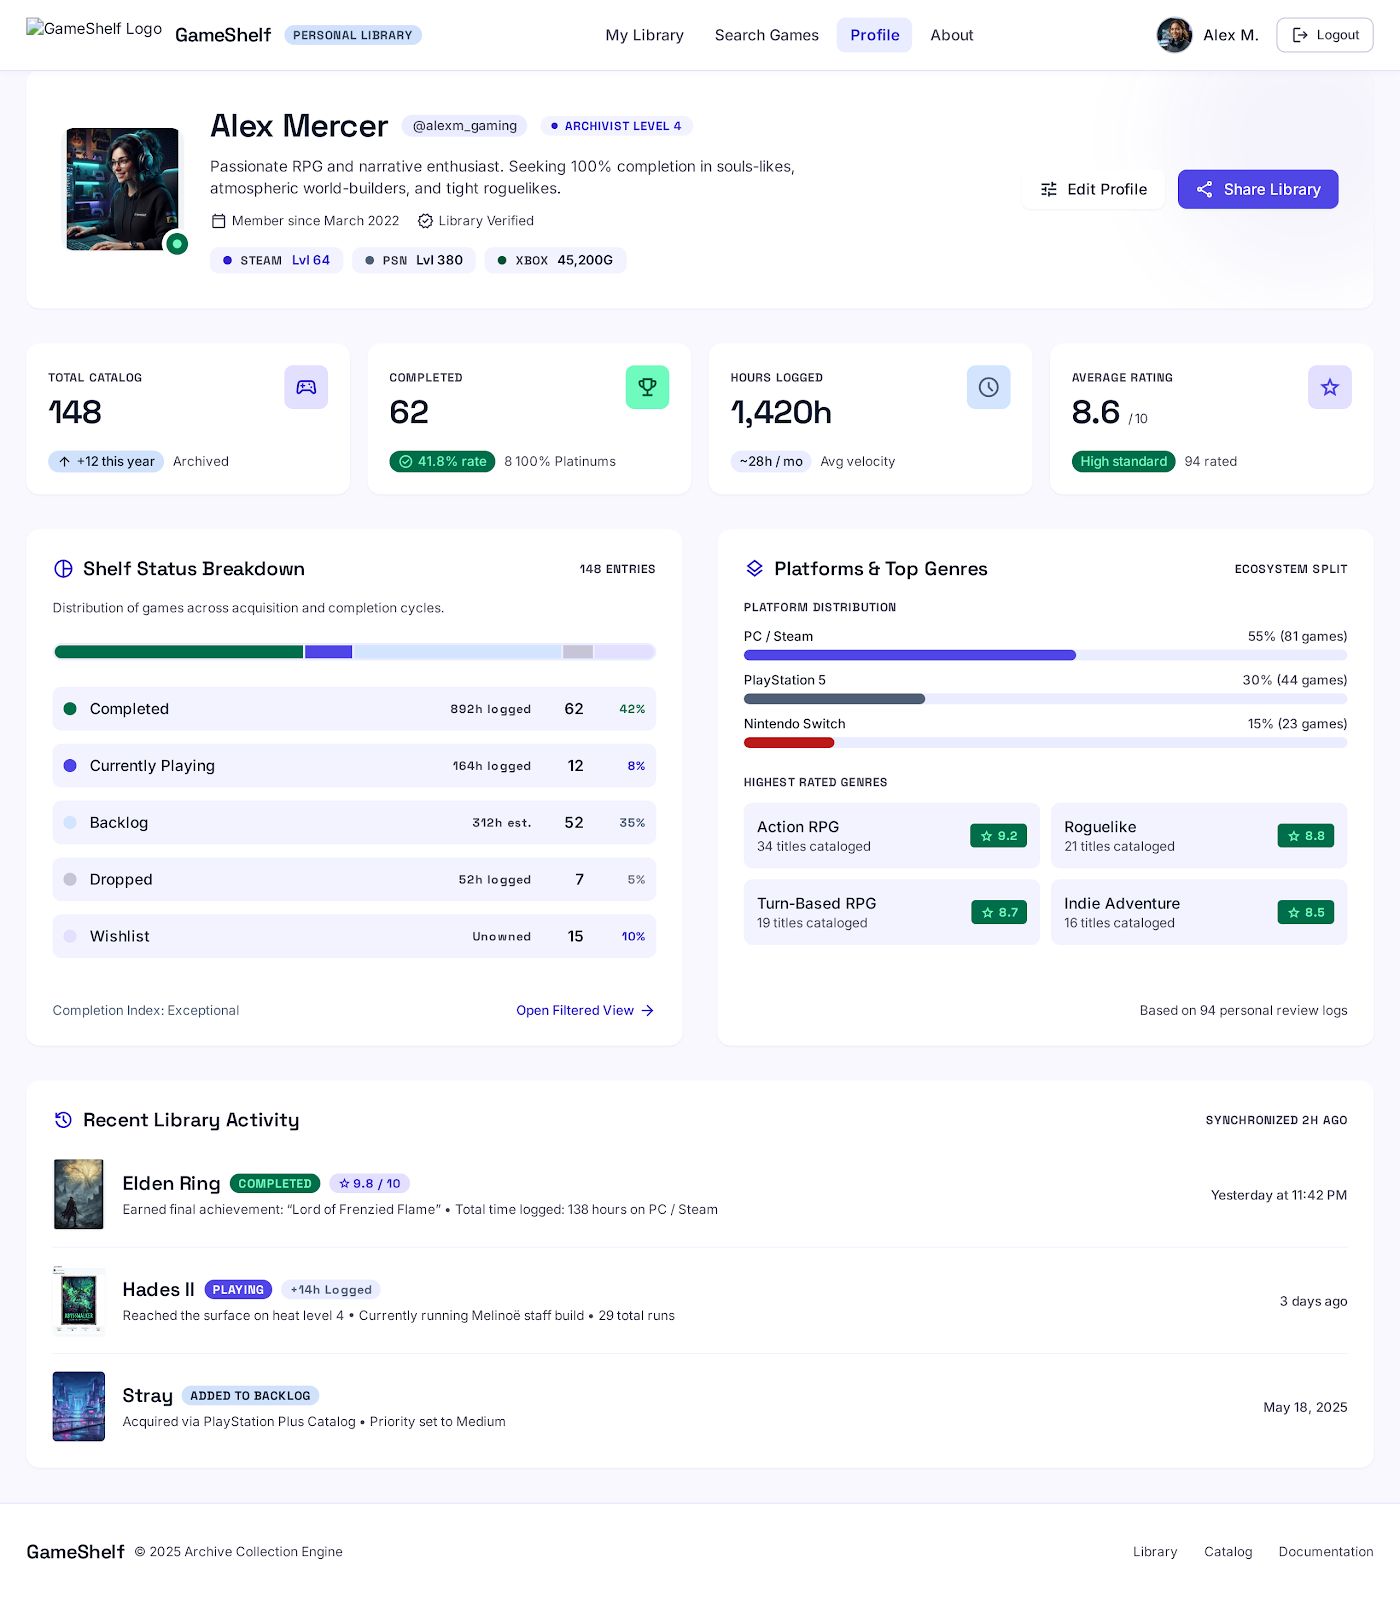 GameShelf Logo
GameShelf
PERSONAL LIBRARY
My Library
Search Games
Profile
About
Alex M.
Logout
Alex Mercer
@alexm_gaming
ARCHIVIST LEVEL 4
Passionate RPG and narrative enthusiast. Seeking 100% completion in souls-likes,
atmospheric world-builders, and tight roguelikes.
Member since March 2022
Library Verified
STEAM Lvl 64
PSN Lvl 380
XBOX 45,200G
Edit Profile
Share Library
TOTAL CATALOG
148
+12 this year
Archived
COMPLETED
62
41.8% rate
8 100% Platinums
HOURS LOGGED
1,420h
~28h / mo
Avg velocity
AVERAGE RATING
8.6 / 10
High standard
94 rated
Shelf Status Breakdown
148 ENTRIES
Distribution of games across acquisition and completion cycles.
Completed 892h logged 62 42%
Currently Playing 164h logged 12 8%
Backlog 312h est. 52 35%
Dropped 52h logged 7 5%
Wishlist Unowned 15 10%
Completion Index: Exceptional
Open Filtered View
Platforms & Top Genres
ECOSYSTEM SPLIT
PLATFORM DISTRIBUTION
PC / Steam 55% (81 games)
PlayStation 5 30% (44 games)
Nintendo Switch 15% (23 games)
HIGHEST RATED GENRES
Action RPG
34 titles cataloged
9.2
Roguelike
21 titles cataloged
8.8
Turn-Based RPG
19 titles cataloged
8.7
Indie Adventure
16 titles cataloged
8.5
Based on 94 personal review logs
Recent Library Activity
SYNCHRONIZED 2H AGO
Elden Ring
COMPLETED
9.8 / 10
Earned final achievement: “Lord of Frenzied Flame” • Total time logged: 138 hours on PC / Steam
Yesterday at 11:42 PM
Hades II
PLAYING
+14h Logged
Reached the surface on heat level 4 • Currently running Melinoë staff build • 29 total runs
3 days ago
Stray
ADDED TO BACKLOG
Acquired via PlayStation Plus Catalog • Priority set to Medium
May 18, 2025
GameShelf
© 2025 Archive Collection Engine
Library
Catalog
Documentation